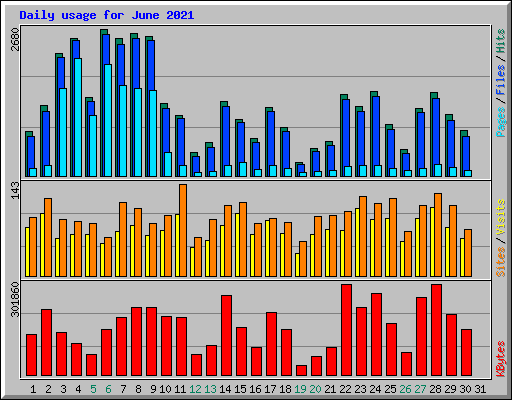 Daily usage for June 2021
2680
Pages / Files / Hits
143
Sites / Visits
301860
KBytes
1 2 3 4 5 6 7 8 9 10 11 12 13 14 15 16 17 18 19 20 21 22 23 24 25 26 27 28 29 30 31